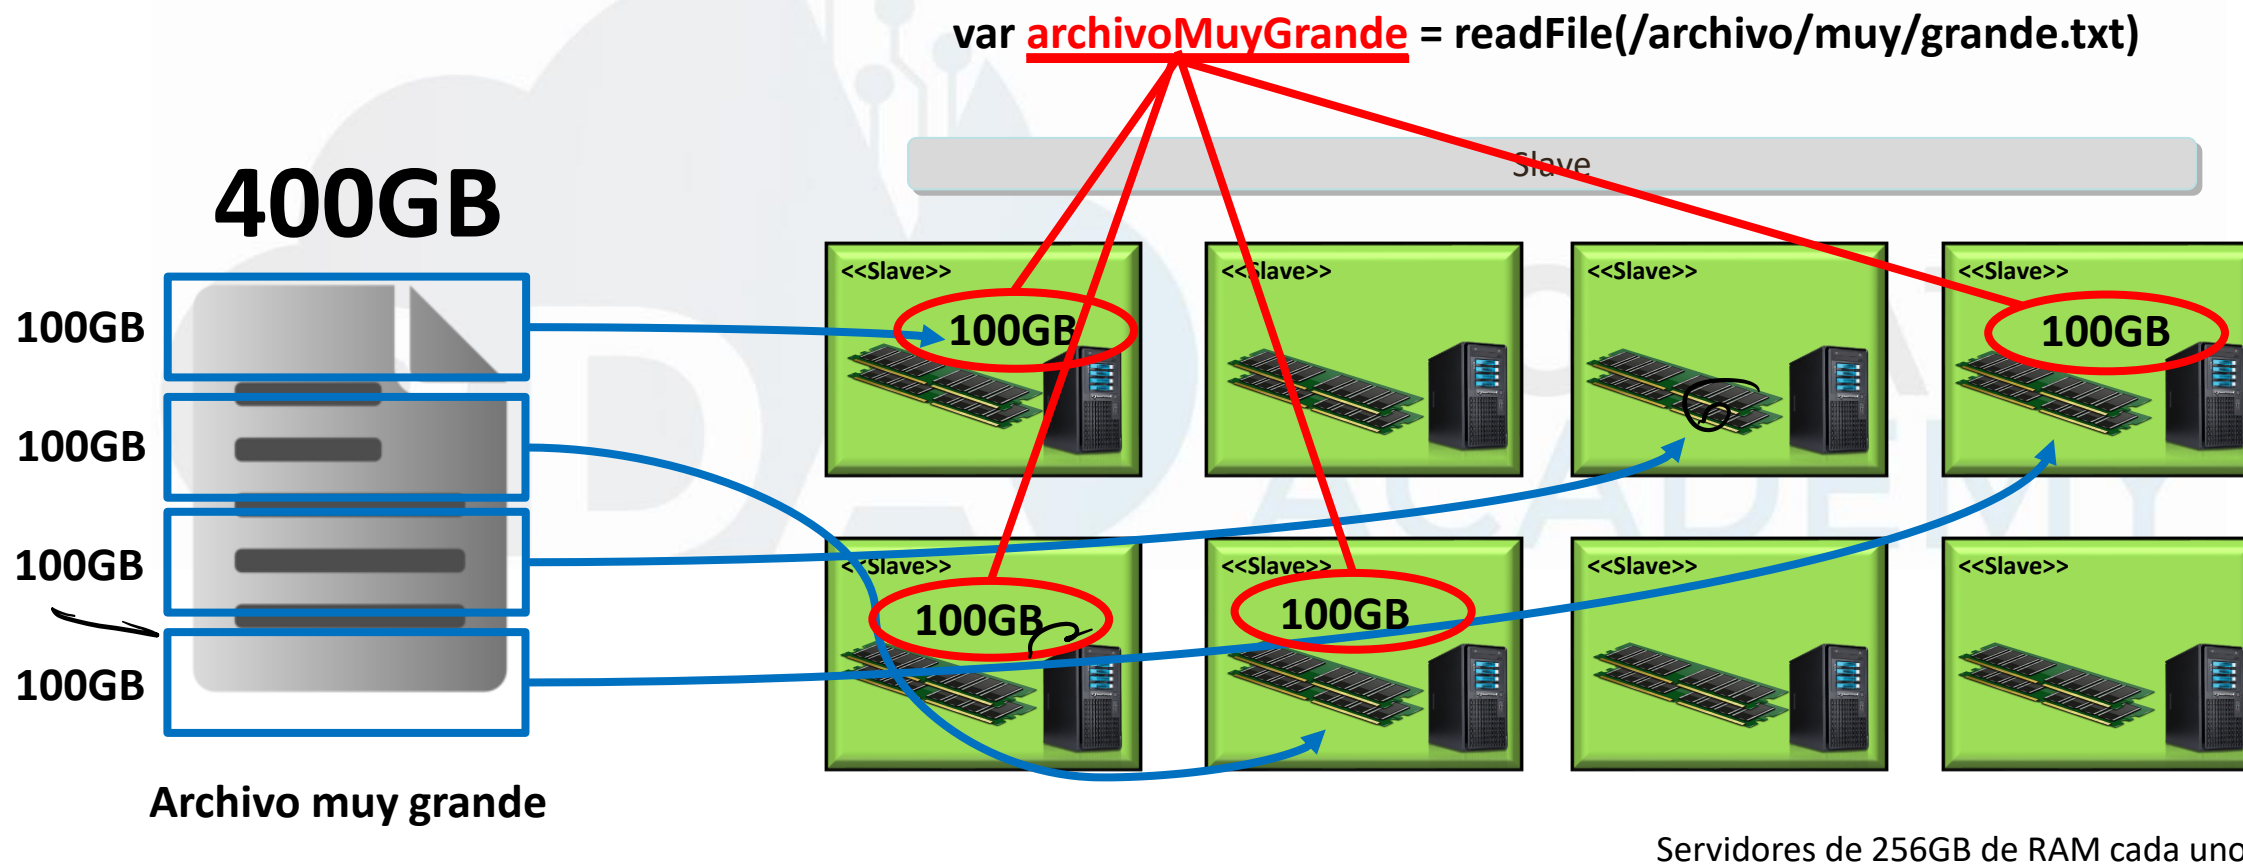 var archivoMuyGrande = readFile(/archivo/muy/grande.txt)
Slave
400GB
100GB
100GB
100GB
100GB
Archivo muy grande
<<Slave>>
100GB
<<Slave>>
<<Slave>>
<<Slave>>
100GB
<<Slave>>
100GB
<<Slave>>
100GB
<<Slave>>
<<Slave>>
ACADEMY
Servidores de 256GB de RAM cada uno